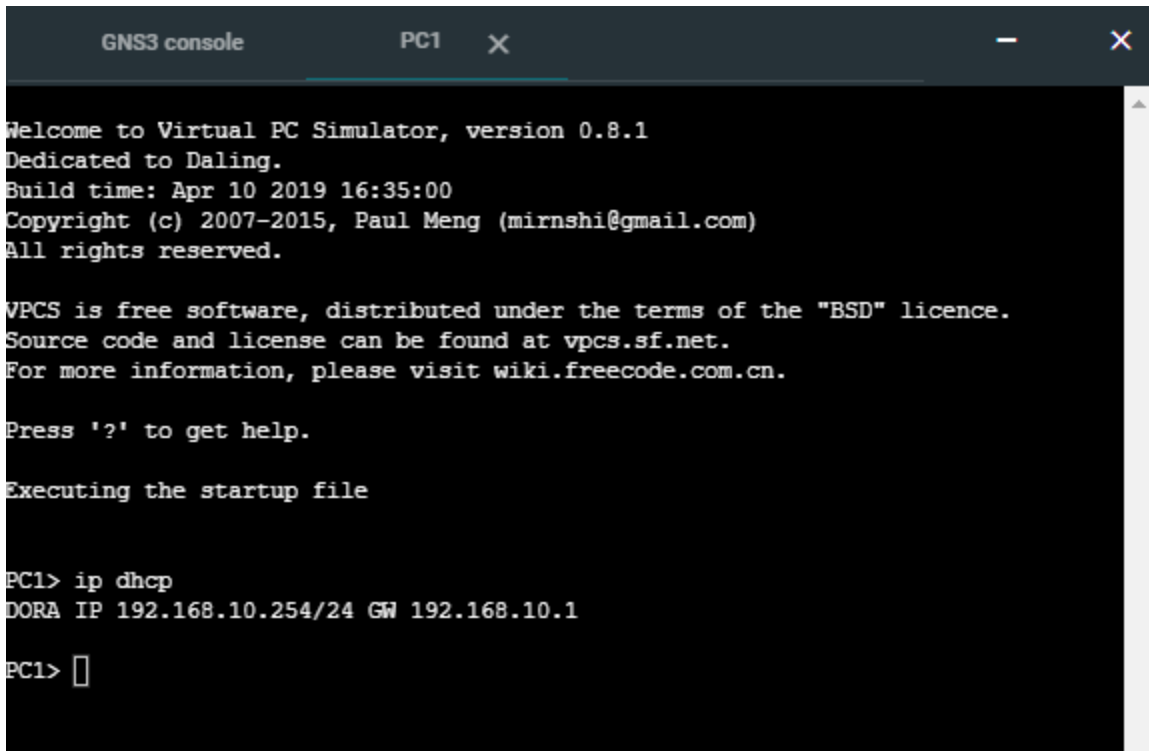 GNS3 console PC1
Welcome to Virtual PC Simulator, version 0.8.1
Dedicated to Daling.
Build time: Apr 10 2019 16:35:00
Copyright (c) 2007-2015, Paul Meng (mirnshi@gmail.com)
All rights reserved.
VPCS is free software, distributed under the terms of the "BSD" licence.
Source code and license can be found at vpcs.sf.net.
For more information, please visit wiki.freecode.com.cn.
Press '?' to get help.
Executing the startup file
PC1> ip dhcp
DORA IP 192.168.10.254/24 GW 192.168.10.1
PC1>